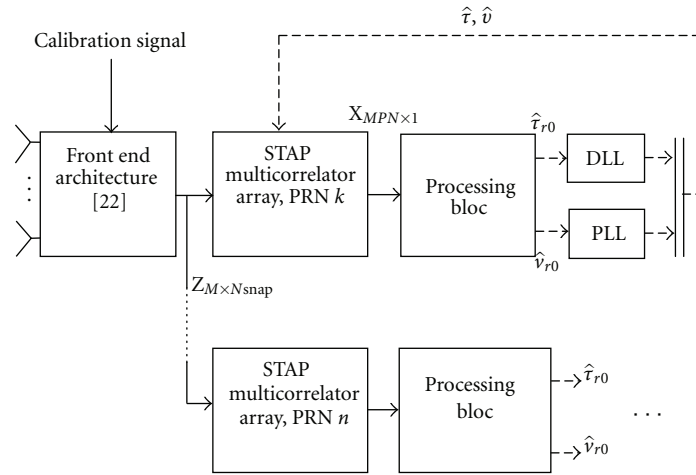 τ̂, v̂
Calibration signal
X_{MPN×1}
Front end
architecture
[22]
STAP
multicorrelator
array, PRN k
Processing
bloc
τ̂_{r0}
DLL
ν̂_{r0}
PLL
Z_{M×Nsnap}
STAP
multicorrelator
array, PRN n
Processing
bloc
τ̂_{r0}
ν̂_{r0}